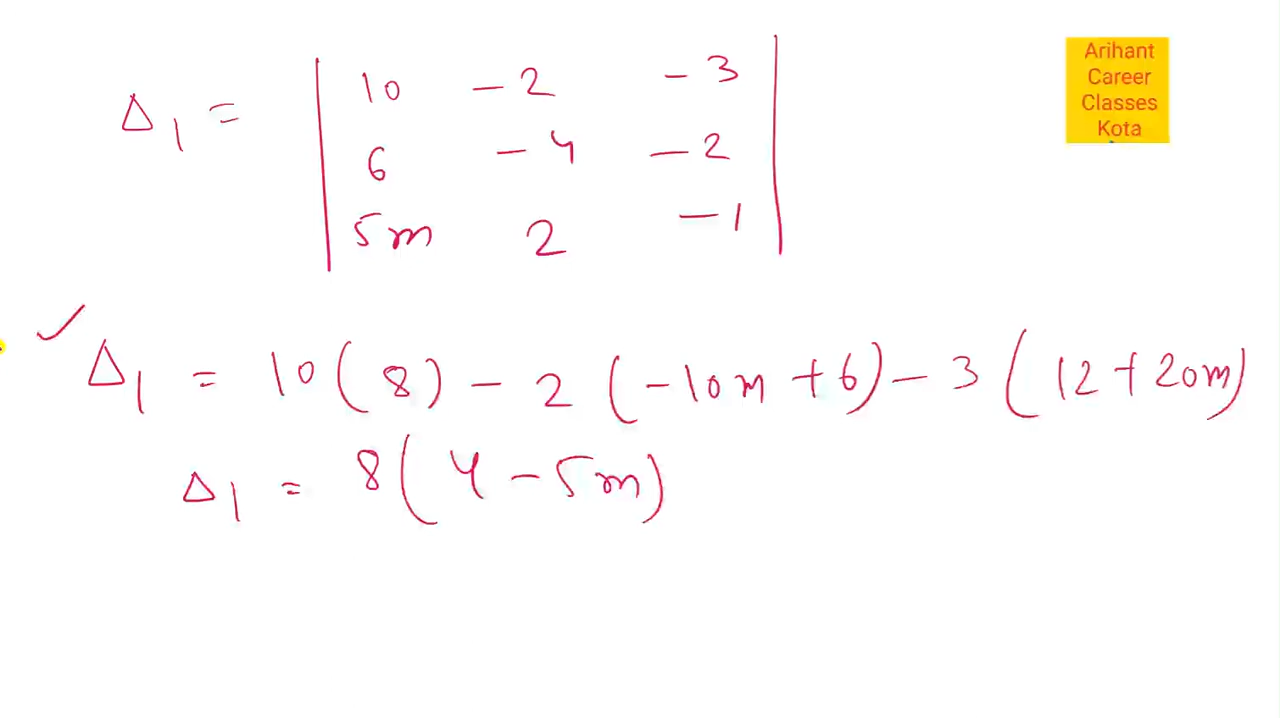 Δ₁ = | 10 -2 -3 |
| 6 -4 -2 |
| 5m 2 -1 |
Arihant
Career
Classes
Kota
✓ Δ₁ = 10(8) - 2(-10m + 6) - 3(12 + 20m)
Δ₁ = 8(4 - 5m)